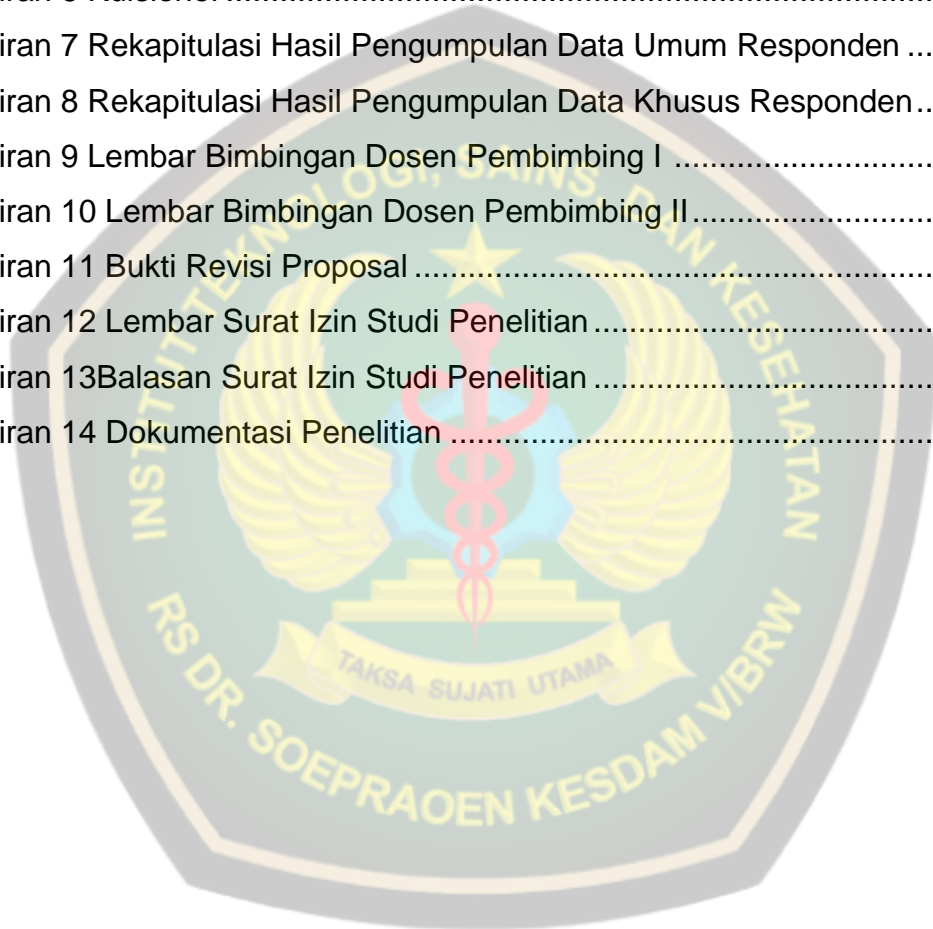 iran 7 Rekapitulasi Hasil Pengumpulan Data Umum Responden ...
iran 8 Rekapitulasi Hasil Pengumpulan Data Khusus Responden..
iran 9 Lembar Bimbingan Dosen Pembimbing I ............................
iran 10 Lembar Bimbingan Dosen Pembimbing II..........................
iran 11 Bukti Revisi Proposal .........................................................
iran 12 Lembar Surat Izin Studi Penelitian .....................................
iran 13Balasan Surat Izin Studi Penelitian ......................................
iran 14 Dokumentasi Penelitian .....................................................
INSTITUT TEKNOLOGI, SAINS, DAN KESEHATAN
TAKSA SUJATI UTAMA
RS DR. SOEPRAOEN KESDAM V/BRW